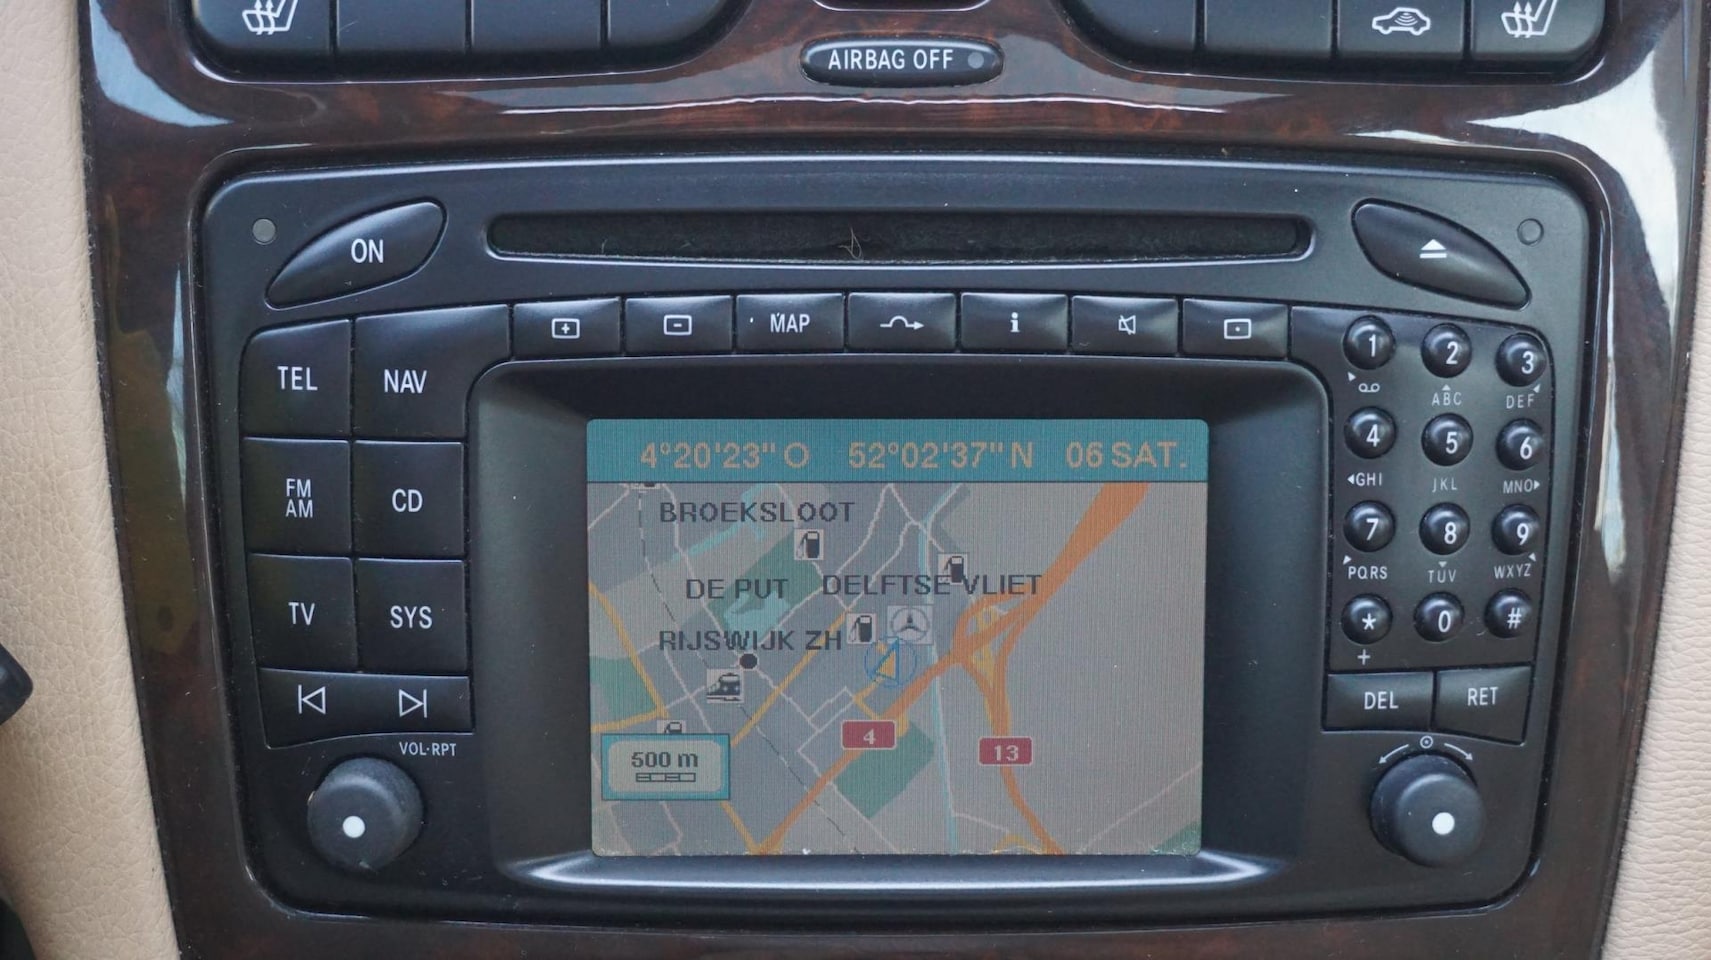 AIRBAG OFF
ON
MAP
i
TEL
NAV
FM
AM
CD
TV
SYS
VOL·RPT
4°20'23" O 52°02'37" N 06 SAT.
BROEKSLOOT
DE PUT
DELFTSE VLIET
RIJSWIJK ZH
4
13
500 m
1
2
3
ABC
DEF
4
5
6
GHI
JKL
MNO
7
8
9
PQRS
TUV
WXYZ
*
0
#
+
DEL
RET